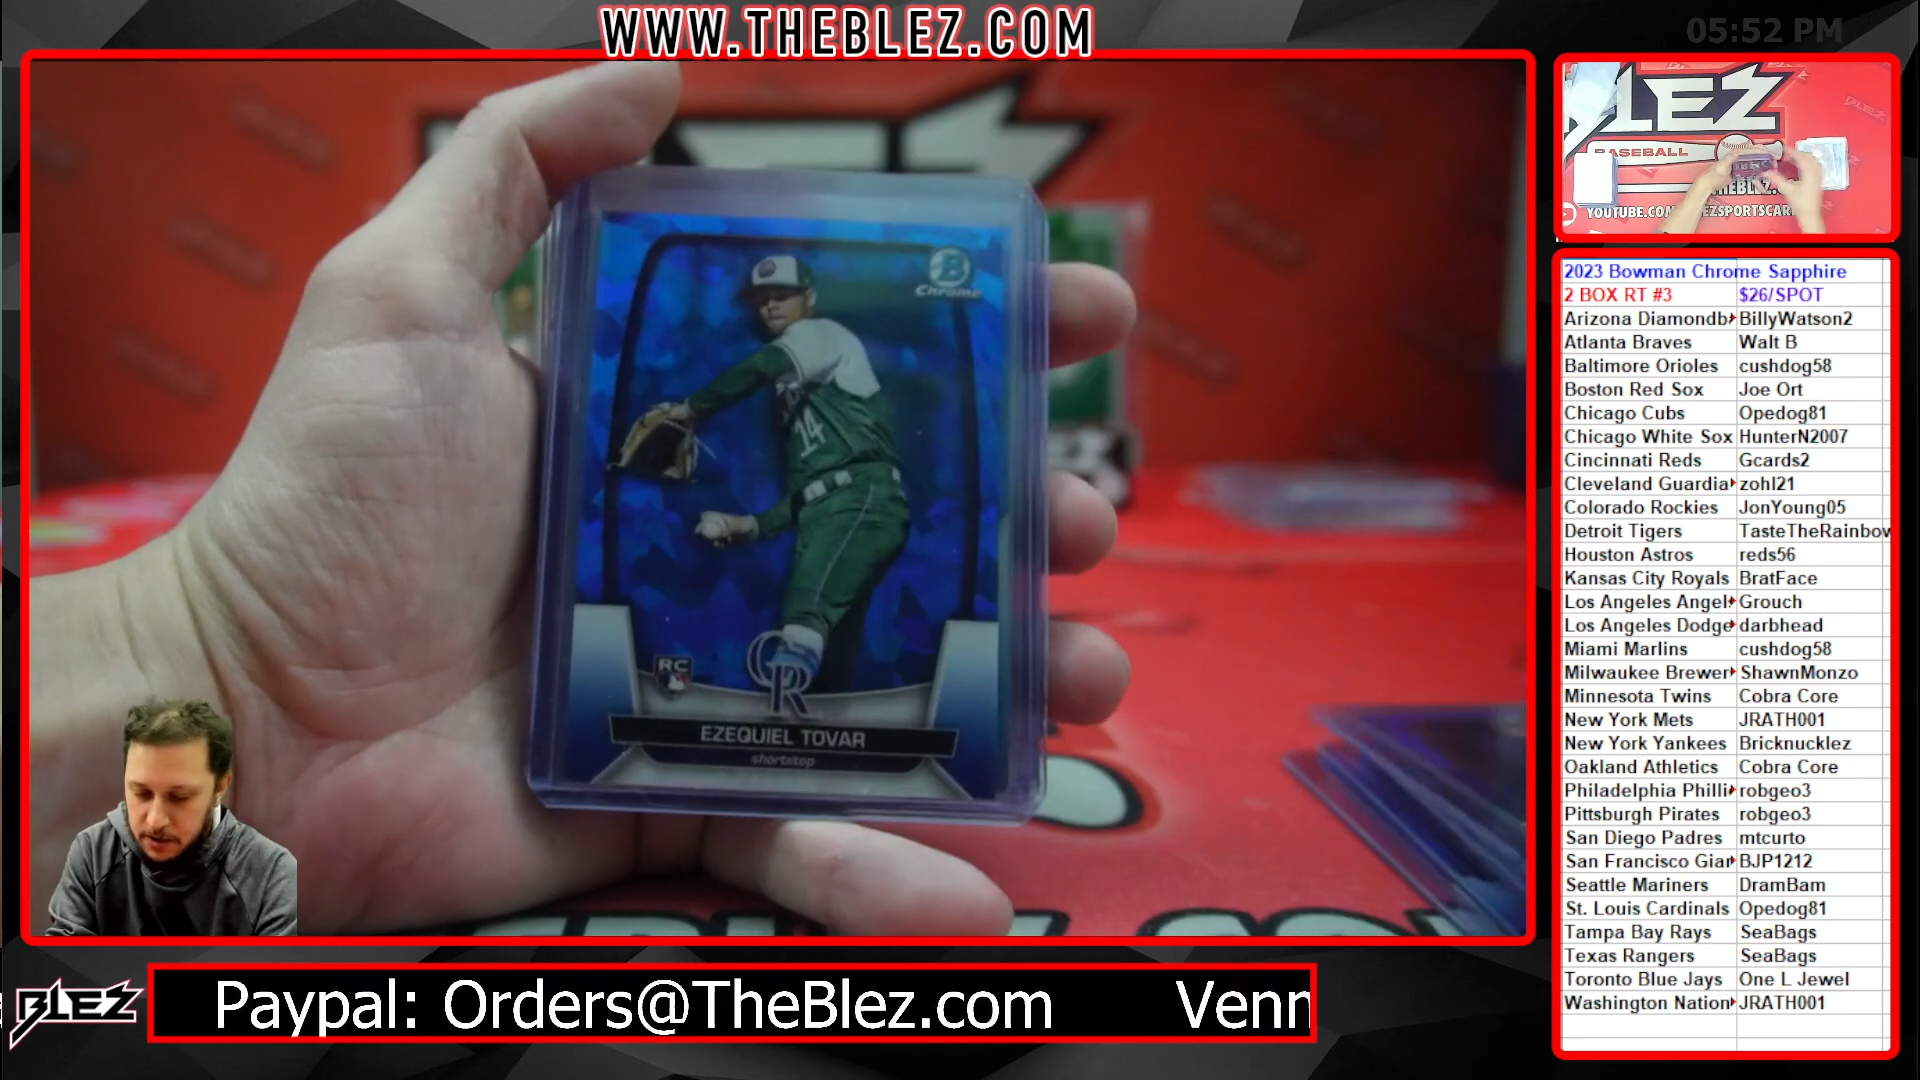 WWW.THEBLEZ.COM
05:52 PM
BLEZ
BASEBALL
YOUTUBE.COM
B
Chrome
14
RC
CR
EZEQUIEL TOVAR
shortstop
2023 Bowman Chrome Sapphire
2 BOX RT #3 $26/SPOT
Arizona Diamondb BillyWatson2
Atlanta Braves Walt B
Baltimore Orioles cushdog58
Boston Red Sox Joe Ort
Chicago Cubs Opedog81
Chicago White Sox HunterN2007
Cincinnati Reds Gcards2
Cleveland Guardia zohl21
Colorado Rockies JonYoung05
Detroit Tigers TasteTheRainbow
Houston Astros reds56
Kansas City Royals BratFace
Los Angeles Angel Grouch
Los Angeles Dodge darbhead
Miami Marlins cushdog58
Milwaukee Brewer ShawnMonzo
Minnesota Twins Cobra Core
New York Mets JRATH001
New York Yankees Bricknucklez
Oakland Athletics Cobra Core
Philadelphia Philli robgeo3
Pittsburgh Pirates robgeo3
San Diego Padres mtcurto
San Francisco Gian BJP1212
Seattle Mariners DramBam
St. Louis Cardinals Opedog81
Tampa Bay Rays SeaBags
Texas Rangers SeaBags
Toronto Blue Jays One L Jewel
Washington Nation JRATH001
BLEZ
Paypal: Orders@TheBlez.com Venm